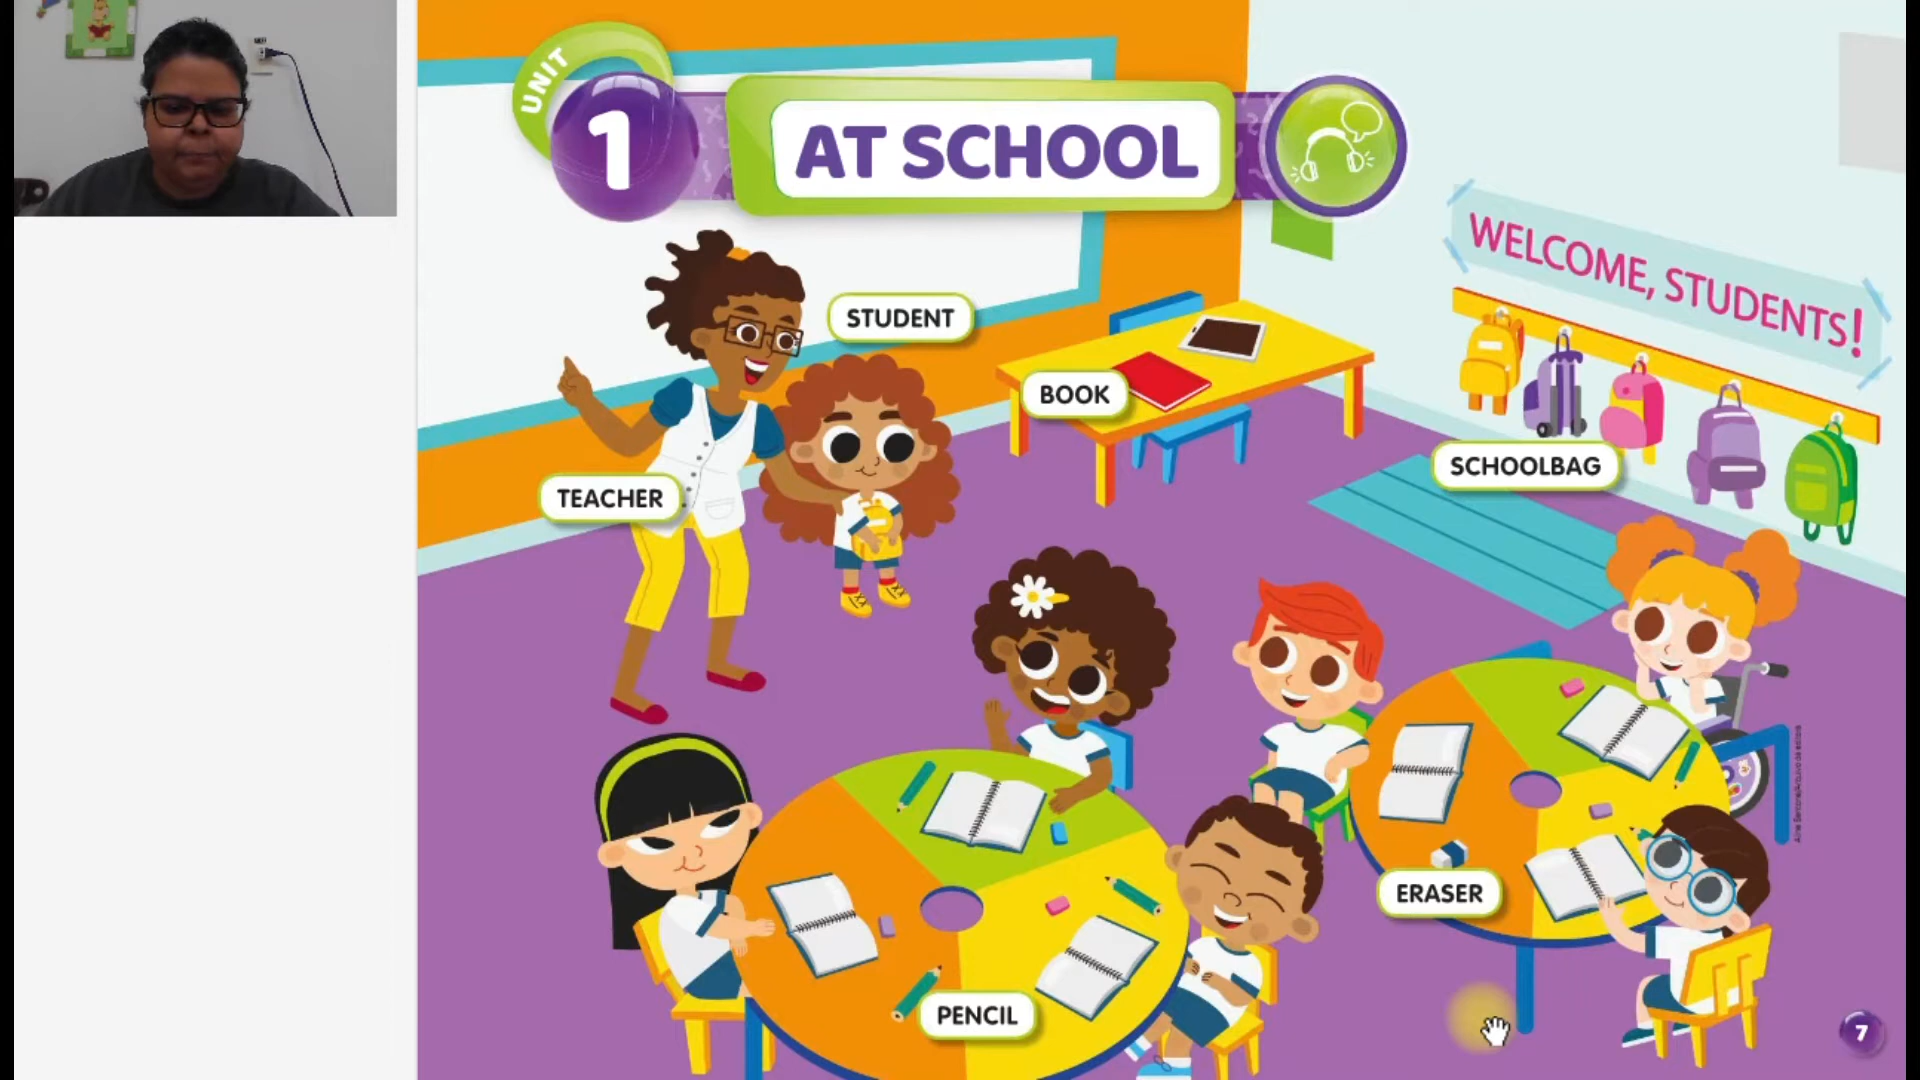 UNIT
1
AT SCHOOL
WELCOME, STUDENTS!
STUDENT
BOOK
SCHOOLBAG
TEACHER
ERASER
PENCIL
7